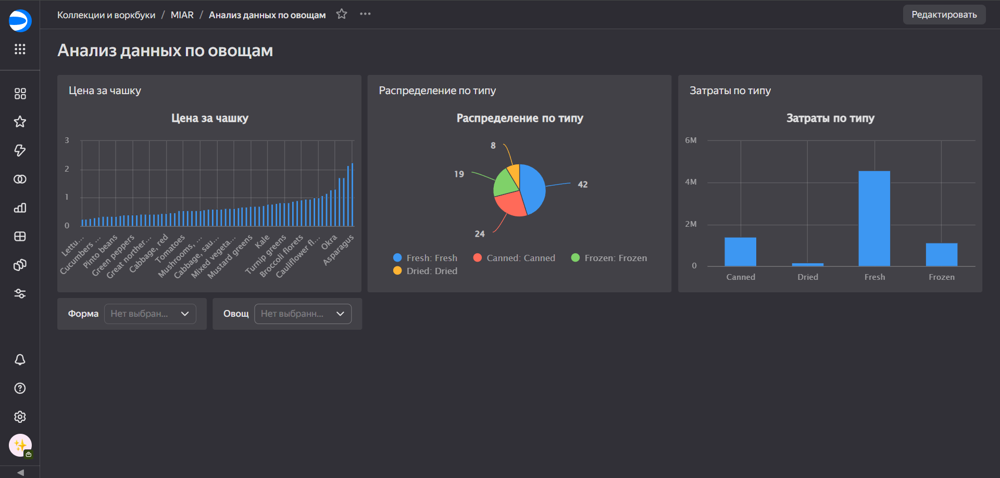 Коллекции и воркбуки / MIAR / Анализ данных по овощам
Редактировать
Анализ данных по овощам
Цена за чашку
Цена за чашку
3
2
1
0
Lettu...
Cucumbers ...
Pinto beans
Green peppers
Great norther...
Cabbage, red
Tomatoes
Mushrooms, ...
Cabbage, sau...
Mixed vegeta...
Mustard greens
Kale
Turnip greens
Broccoli florets
Cauliflower fl...
Okra
Asparagus
Распределение по типу
Распределение по типу
8
19
42
24
Fresh: Fresh
Canned: Canned
Frozen: Frozen
Dried: Dried
Затраты по типу
Затраты по типу
6M
4M
2M
0
Canned
Dried
Fresh
Frozen
Форма
Нет выбран...
Овощ
Нет выбранн...